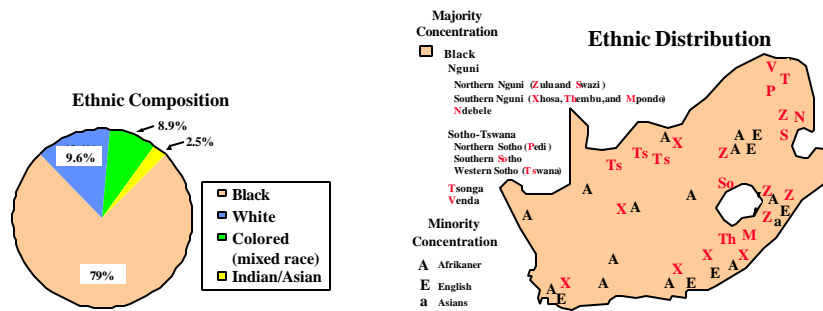 Ethnic Composition
8.9%
2.5%
9.6%
79%
Black
White
Colored
(mixed race)
Indian/Asian
Majority
Concentration
Black
Nguni
Northern Nguni (Zulu and Swazi)
Southern Nguni (Xhosa, Thembu, and Mpondo)
Ndebele
Sotho-Tswana
Northern Sotho (Pedi)
Southern Sotho
Western Sotho (Tswana)
Tsonga
Venda
Minority
Concentration
A Afrikaner
E English
a Asians
Ethnic Distribution
V
T
P
Z N
S
A E
A E
Z
A X
Ts Ts Ts
So
Z Z
A
E
Z
a
A
A
X A
A
Th M
X X
A
X A
E
A
X
A
A E
A
E